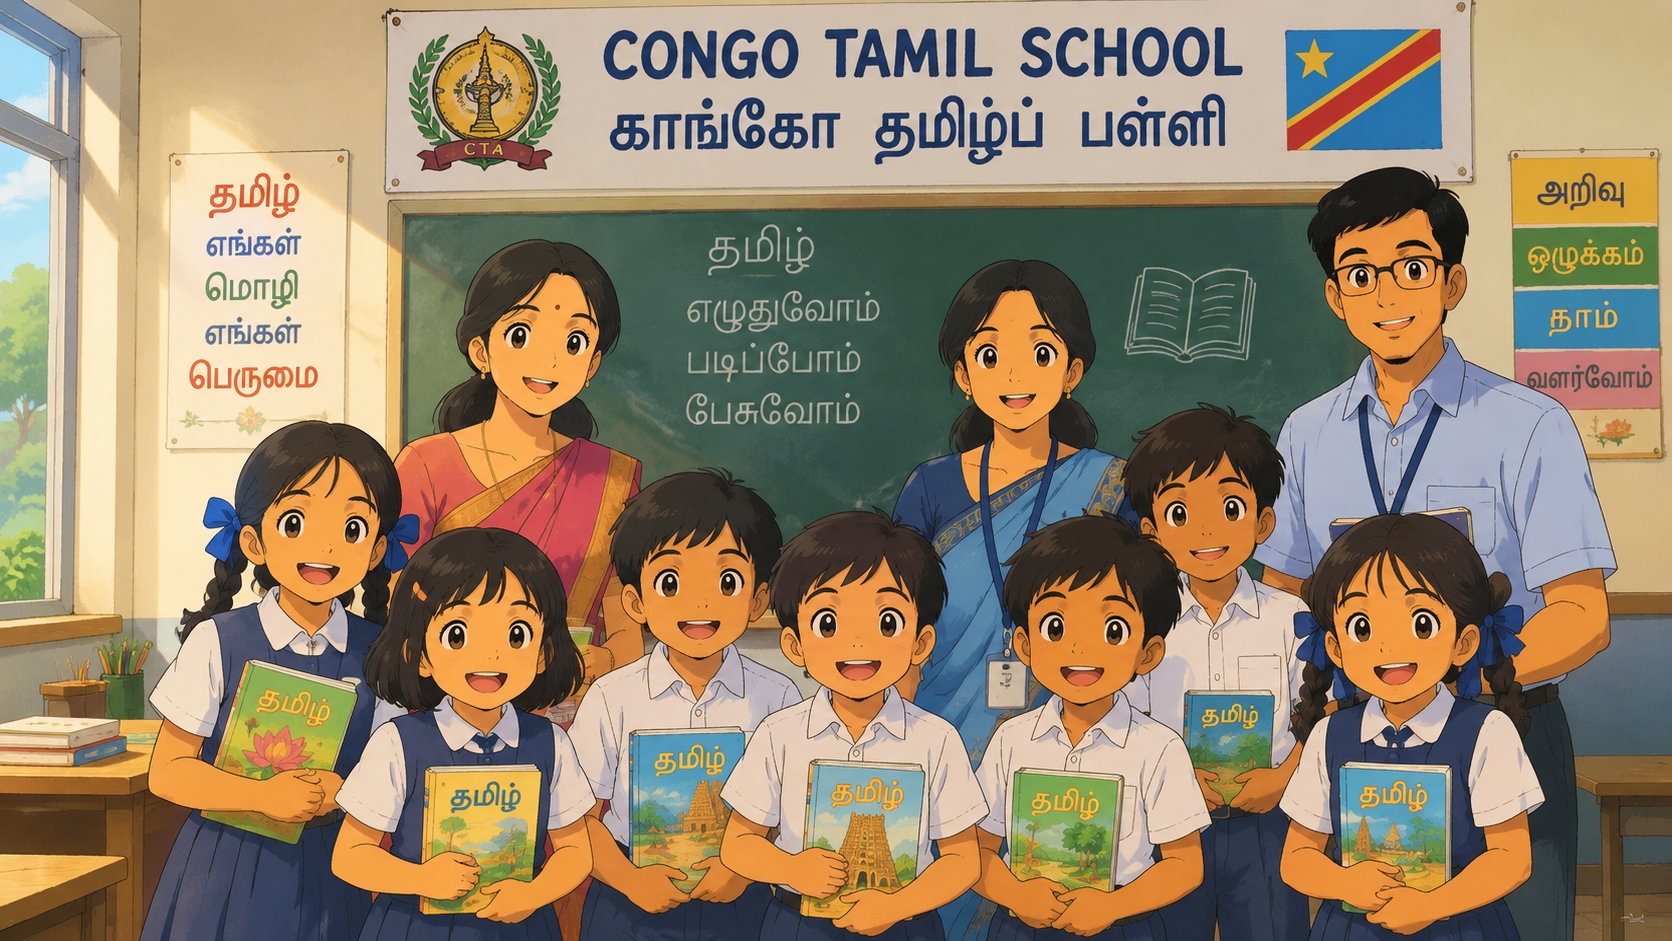 CONGO TAMIL SCHOOL
காங்கோ தமிழ்ப் பள்ளி
CTA
தமிழ்
எங்கள்
மொழி
எங்கள்
பெருமை
தமிழ்
எழுதுவோம்
படிப்போம்
பேசுவோம்
அறிவு
ஒழுக்கம்
தாம்
வளர்வோம்
தமிழ்
தமிழ்
தமிழ்
தமிழ்
தமிழ்
தமிழ்
தமிழ்